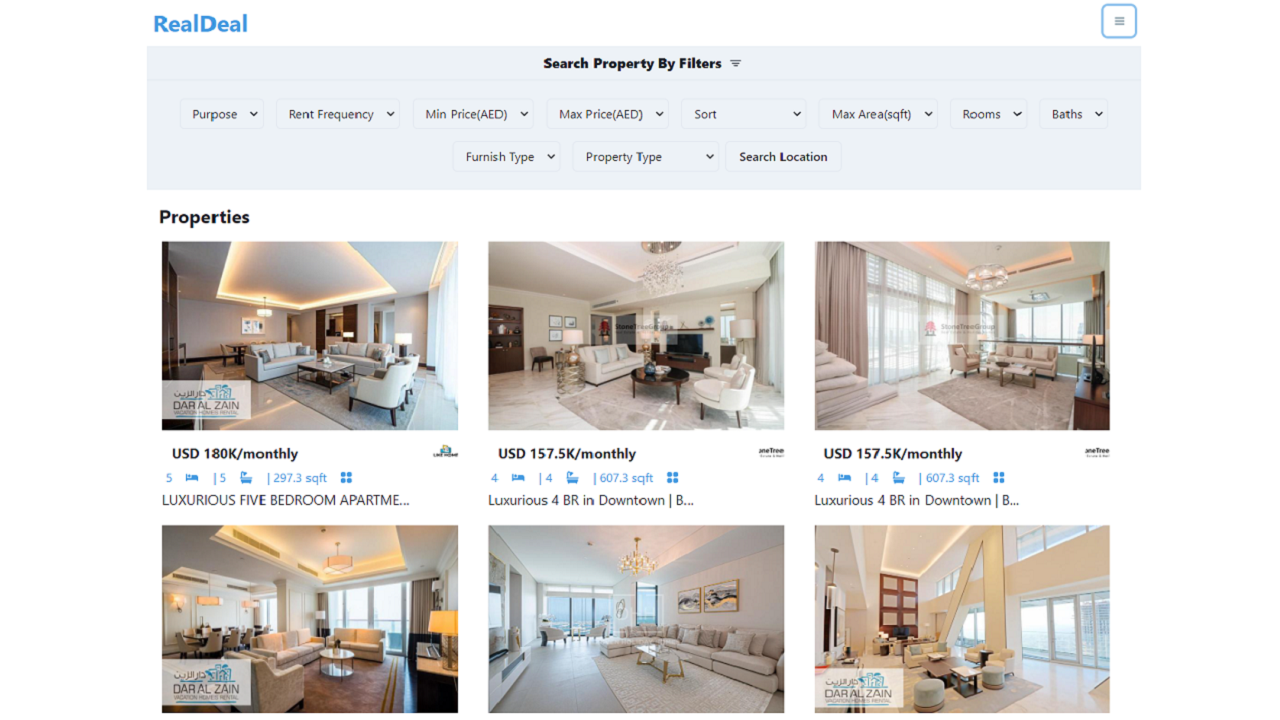 RealDeal
Search Property By Filters
Purpose Rent Frequency Min Price(AED) Max Price(AED) Sort Max Area(sqft) Rooms Baths
Furnish Type Property Type Search Location
Properties
دار الزين
DAR AL ZAIN
VACATION HOMES RENTAL
StoneTreeGroup
StoneTreeGroup
USD 180K/monthly
LIKE HOME
USD 157.5K/monthly
USD 157.5K/monthly
5 | 5 | 297.3 sqft
4 | 4 | 607.3 sqft
4 | 4 | 607.3 sqft
LUXURIOUS FIVE BEDROOM APARTME...
Luxurious 4 BR in Downtown | B...
Luxurious 4 BR in Downtown | B...
دار الزين
DAR AL ZAIN
VACATION HOMES RENTAL
دار الزين
DAR AL ZAIN
VACATION HOMES RENTAL